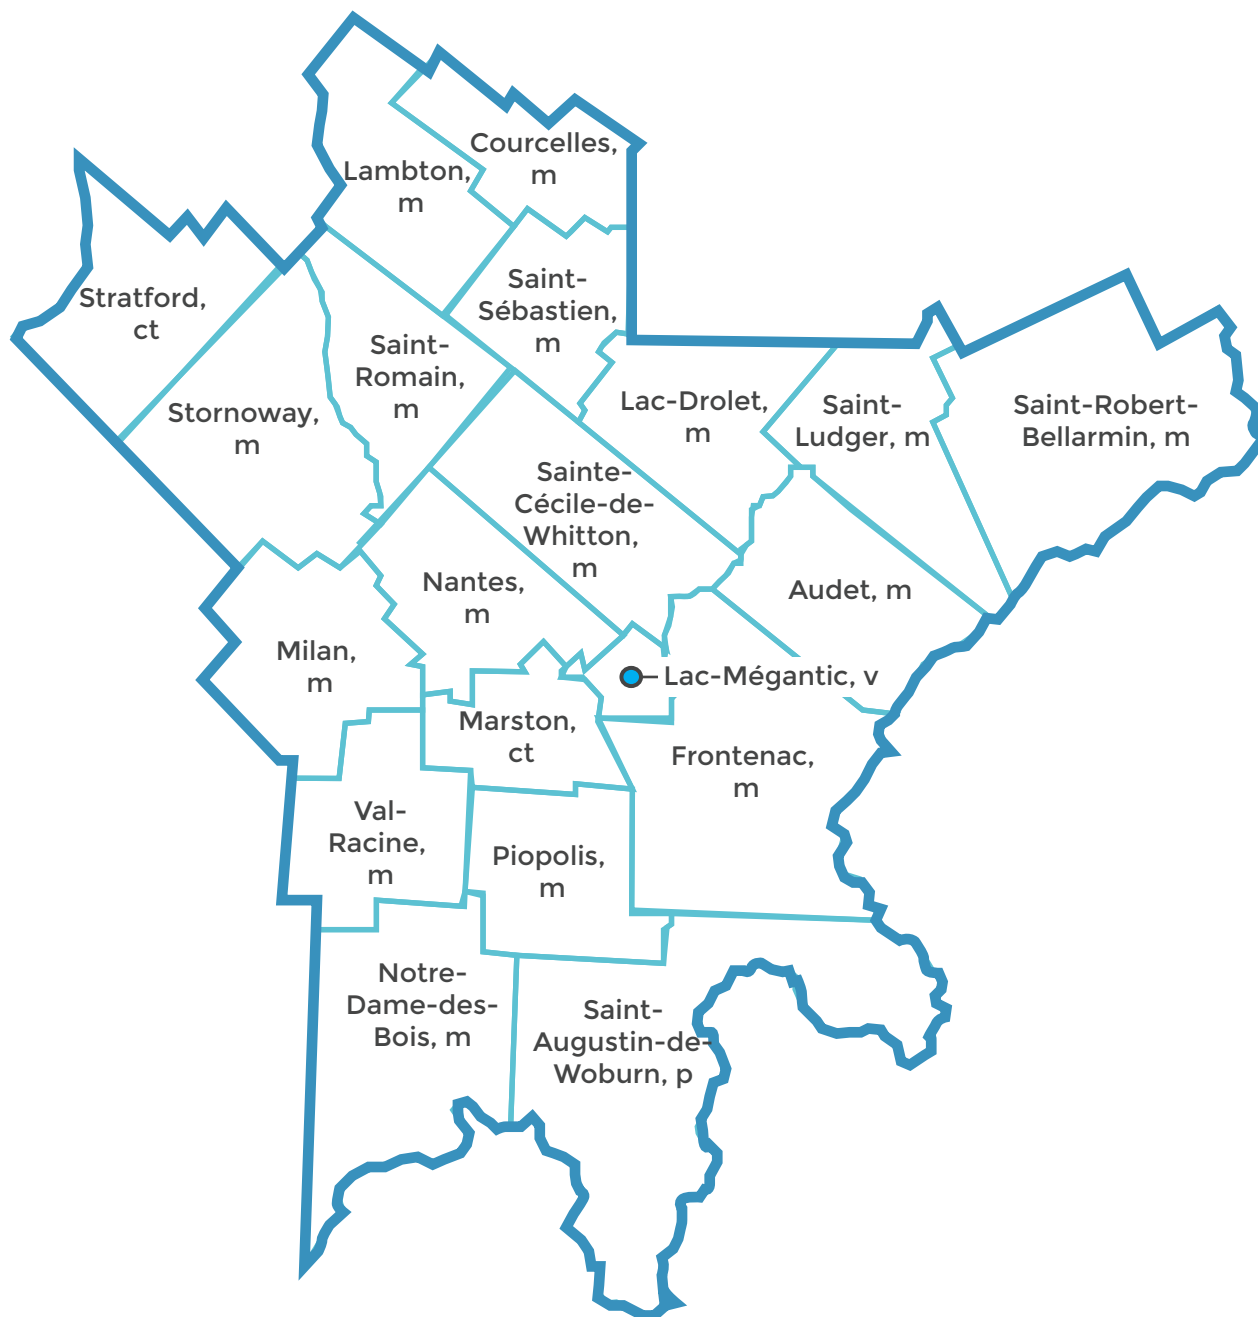 Courcelles,
m
Lambton,
m
Stratford,
ct
Saint-
Sébastien,
m
Saint-
Romain,
m
Stornoway,
m
Lac-Drolet,
m
Saint-
Ludger, m
Saint-Robert-
Bellarmin, m
Sainte-
Cécile-de-
Whitton,
m
Nantes,
m
Audet, m
Milan,
m
Lac-Mégantic, v
Marston,
ct
Frontenac,
m
Val-
Racine,
m
Piopolis,
m
Notre-
Dame-des-
Bois, m
Saint-
Augustin-de-
Woburn, p